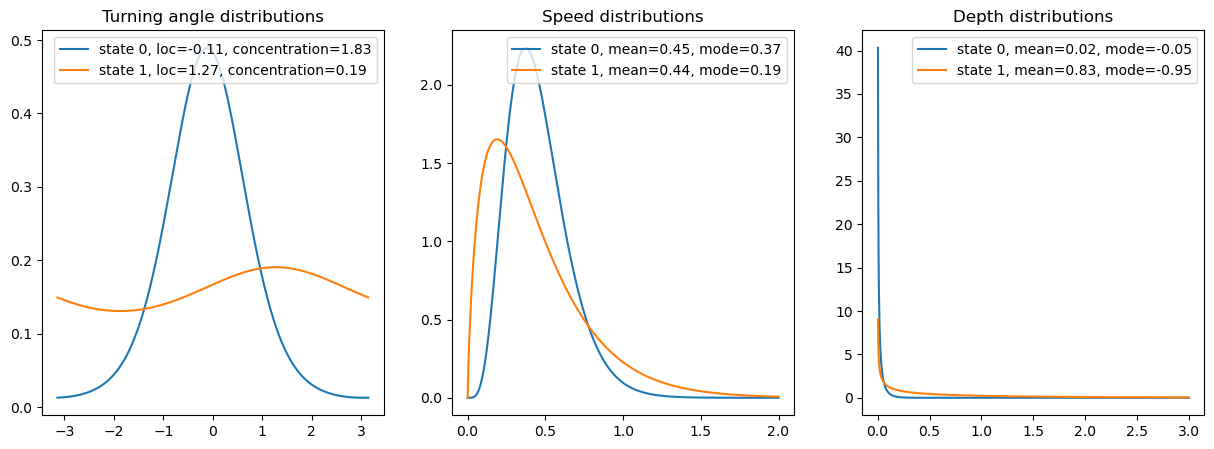 Turning angle distributions
state 0, loc=-0.11, concentration=1.83
state 1, loc=1.27, concentration=0.19
0.5
0.4
0.3
0.2
0.1
0.0
−3 −2 −1 0 1 2 3
Speed distributions
state 0, mean=0.45, mode=0.37
state 1, mean=0.44, mode=0.19
2.0
1.5
1.0
0.5
0.0
0.0 0.5 1.0 1.5 2.0
Depth distributions
state 0, mean=0.02, mode=-0.05
state 1, mean=0.83, mode=-0.95
40
35
30
25
20
15
10
5
0
0.0 0.5 1.0 1.5 2.0 2.5 3.0